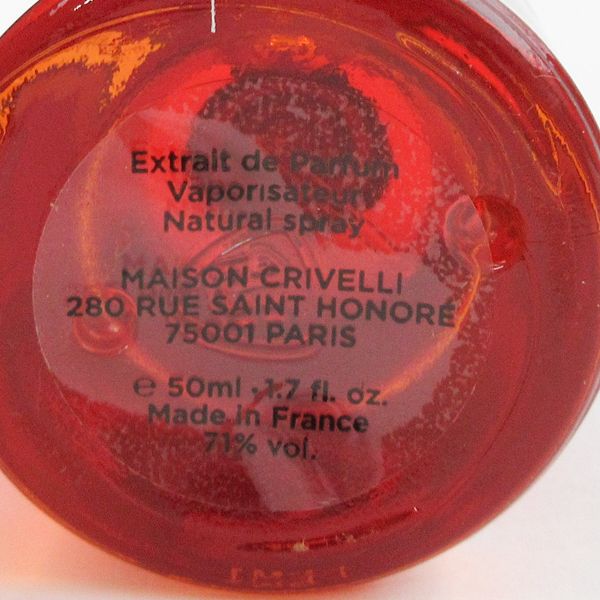 Extrait de Parfum
Vaporisateur
Natural spray
MAISON CRIVELLI
280 RUE SAINT HONORÉ
75001 PARIS
℮ 50ml • 1.7 fl. oz.
Made in France
71% vol.